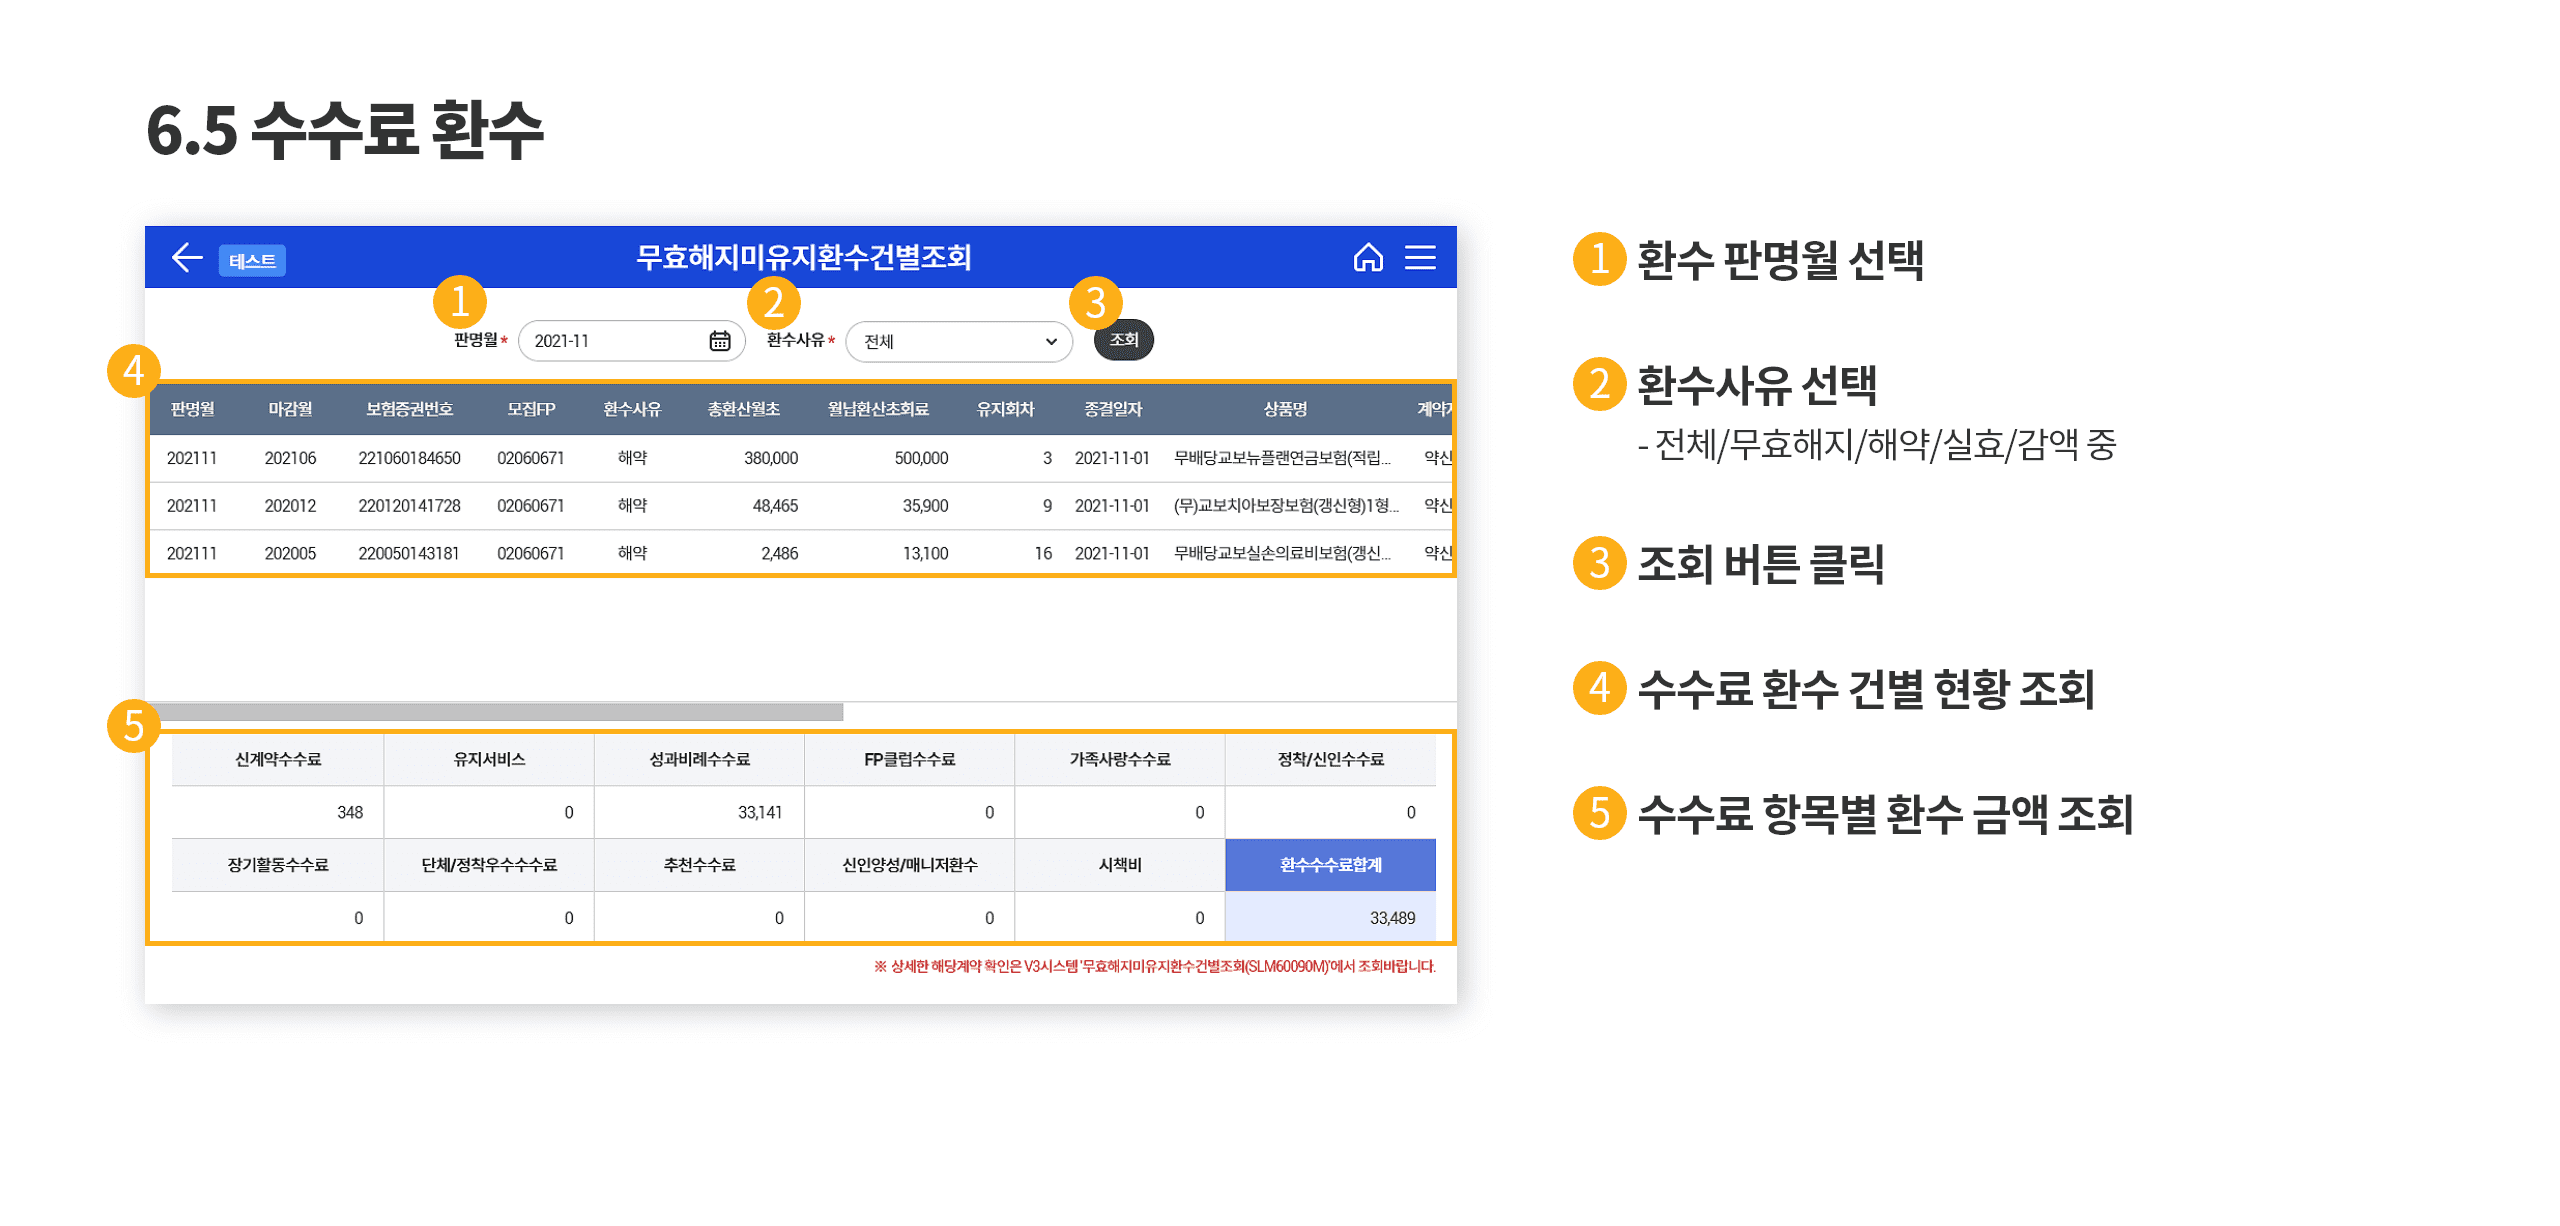 6.5 수수료 환수
테스트
무효해지미유지환수건별조회
1
2
3
판명월* 2021-11 환수사유* 전체 조회
4
판명월 마감월 보험증권번호 모집FP 환수사유 총환산월초 월납환산초회료 유지회차 종결일자 상품명
202111 202106 221060184650 02060671 해약 380,000 500,000 3 2021-11-01 무배당교보뉴플랜연금보험(적립... 약신
202111 202012 220120141728 02060671 해약 48,465 35,900 9 2021-11-01 (무)교보치아보장보험(갱신형)1형... 약신
202111 202005 220050143181 02060671 해약 2,486 13,100 16 2021-11-01 무배당교보실손의료비보험(갱신... 약신
5
신계약수수료 유지서비스 성과비례수수료 FP클럽수수료 가족사랑수수료 정착/신인수수료
348 0 33,141 0 0 0
장기활동수수료 단체/정착우수수수료 추천수수료 신인양성/매니저환수 시책비 환수수수료합계
0 0 0 0 0 33,489
※ 상세한 해당계약 확인은 V3시스템 '무효해지미유지환수건별조회(SLM60090M)'에서 조회바랍니다.
1 환수 판명월 선택
2 환수사유 선택
- 전체/무효해지/해약/실효/감액 중
3 조회 버튼 클릭
4 수수료 환수 건별 현황 조회
5 수수료 항목별 환수 금액 조회